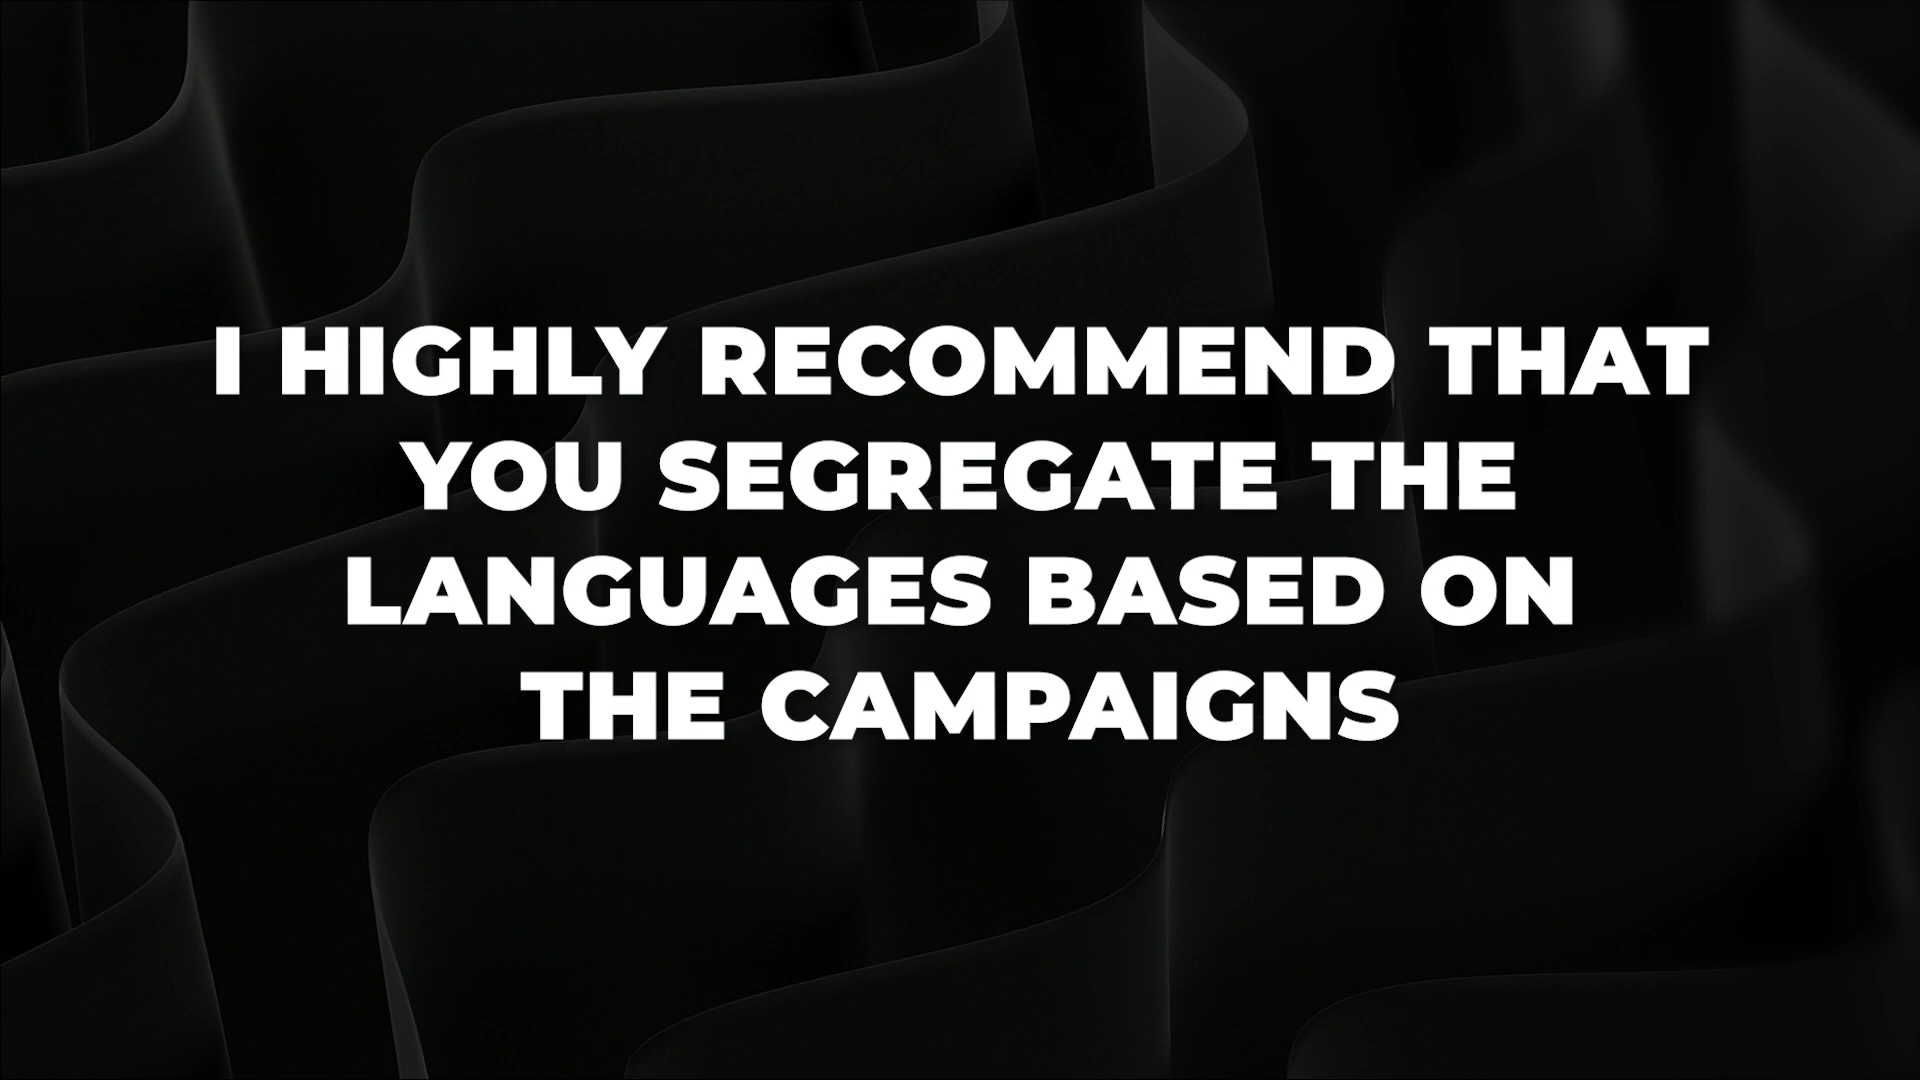 I HIGHLY RECOMMEND THAT
YOU SEGREGATE THE
LANGUAGES BASED ON
THE CAMPAIGNS